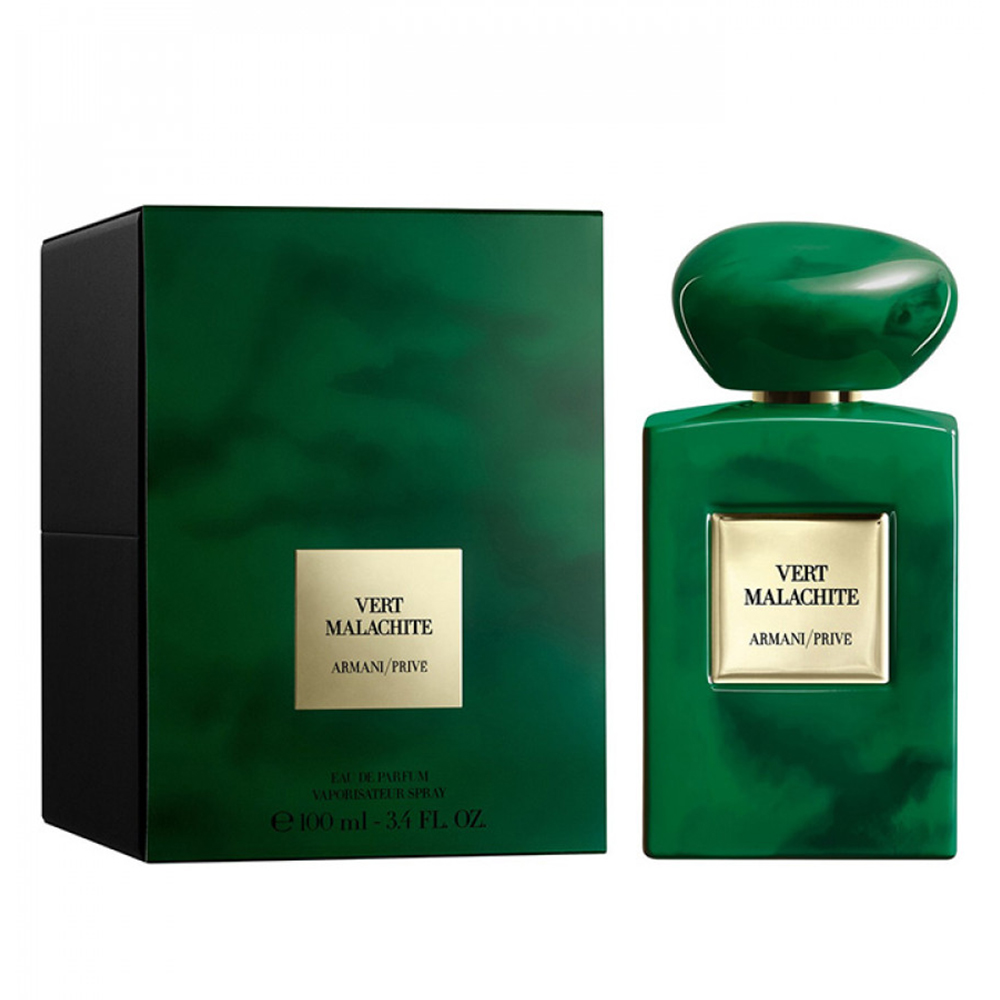 VERT
MALACHITE
ARMANI/PRIVE
EAU DE PARFUM
VAPORISATEUR SPRAY
℮ 100 ml - 3.4 FL. OZ.
VERT
MALACHITE
ARMANI/PRIVE